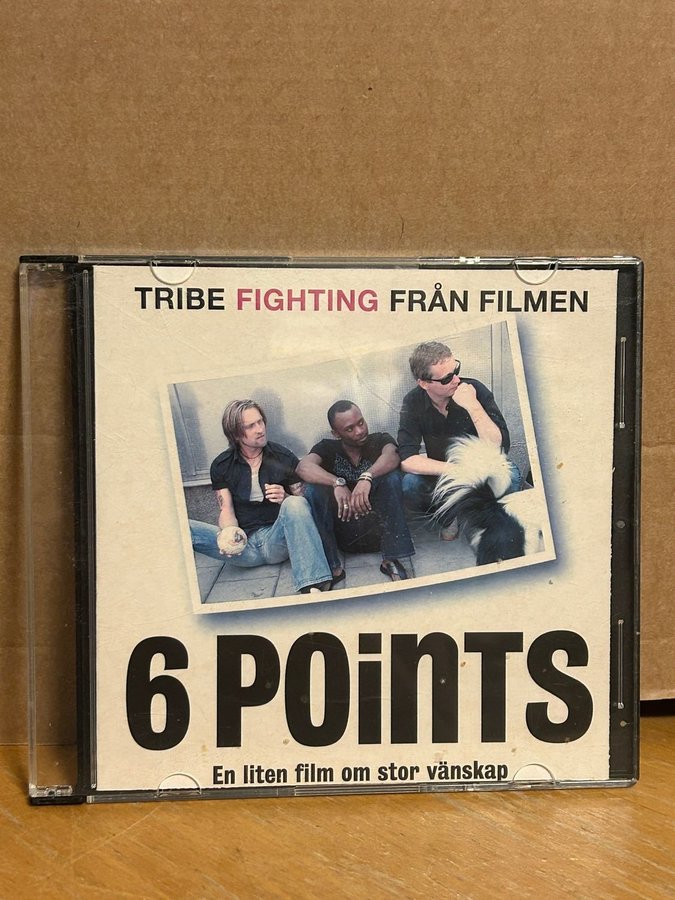 TRIBE FIGHTING FRÅN FILMEN
6 POinTS
En liten film om stor vänskap